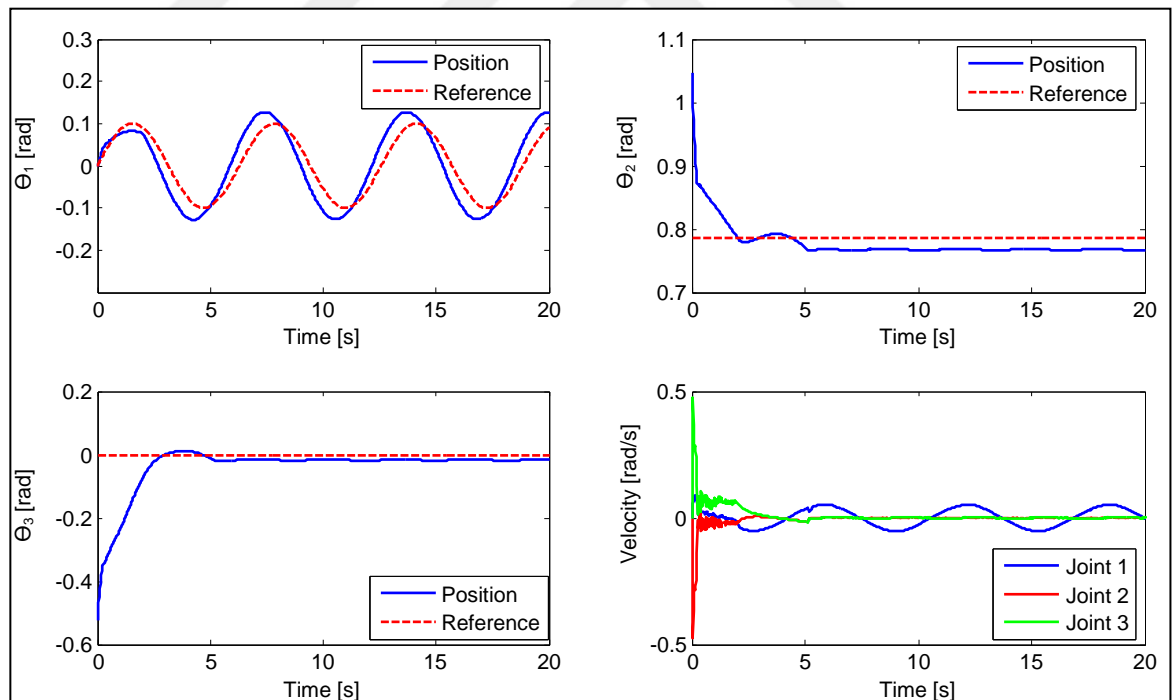 0.3
0.2
0.1
0
-0.1
-0.2
Ө1 [rad]
0 5 10 15 20
Time [s]
Position
Reference
1.1
1
0.9
0.8
0.7
Ө2 [rad]
0 5 10 15 20
Time [s]
Position
Reference
0.2
0
-0.2
-0.4
-0.6
Ө3 [rad]
0 5 10 15 20
Time [s]
Position
Reference
0.5
0
-0.5
Velocity [rad/s]
0 5 10 15 20
Time [s]
Joint 1
Joint 2
Joint 3